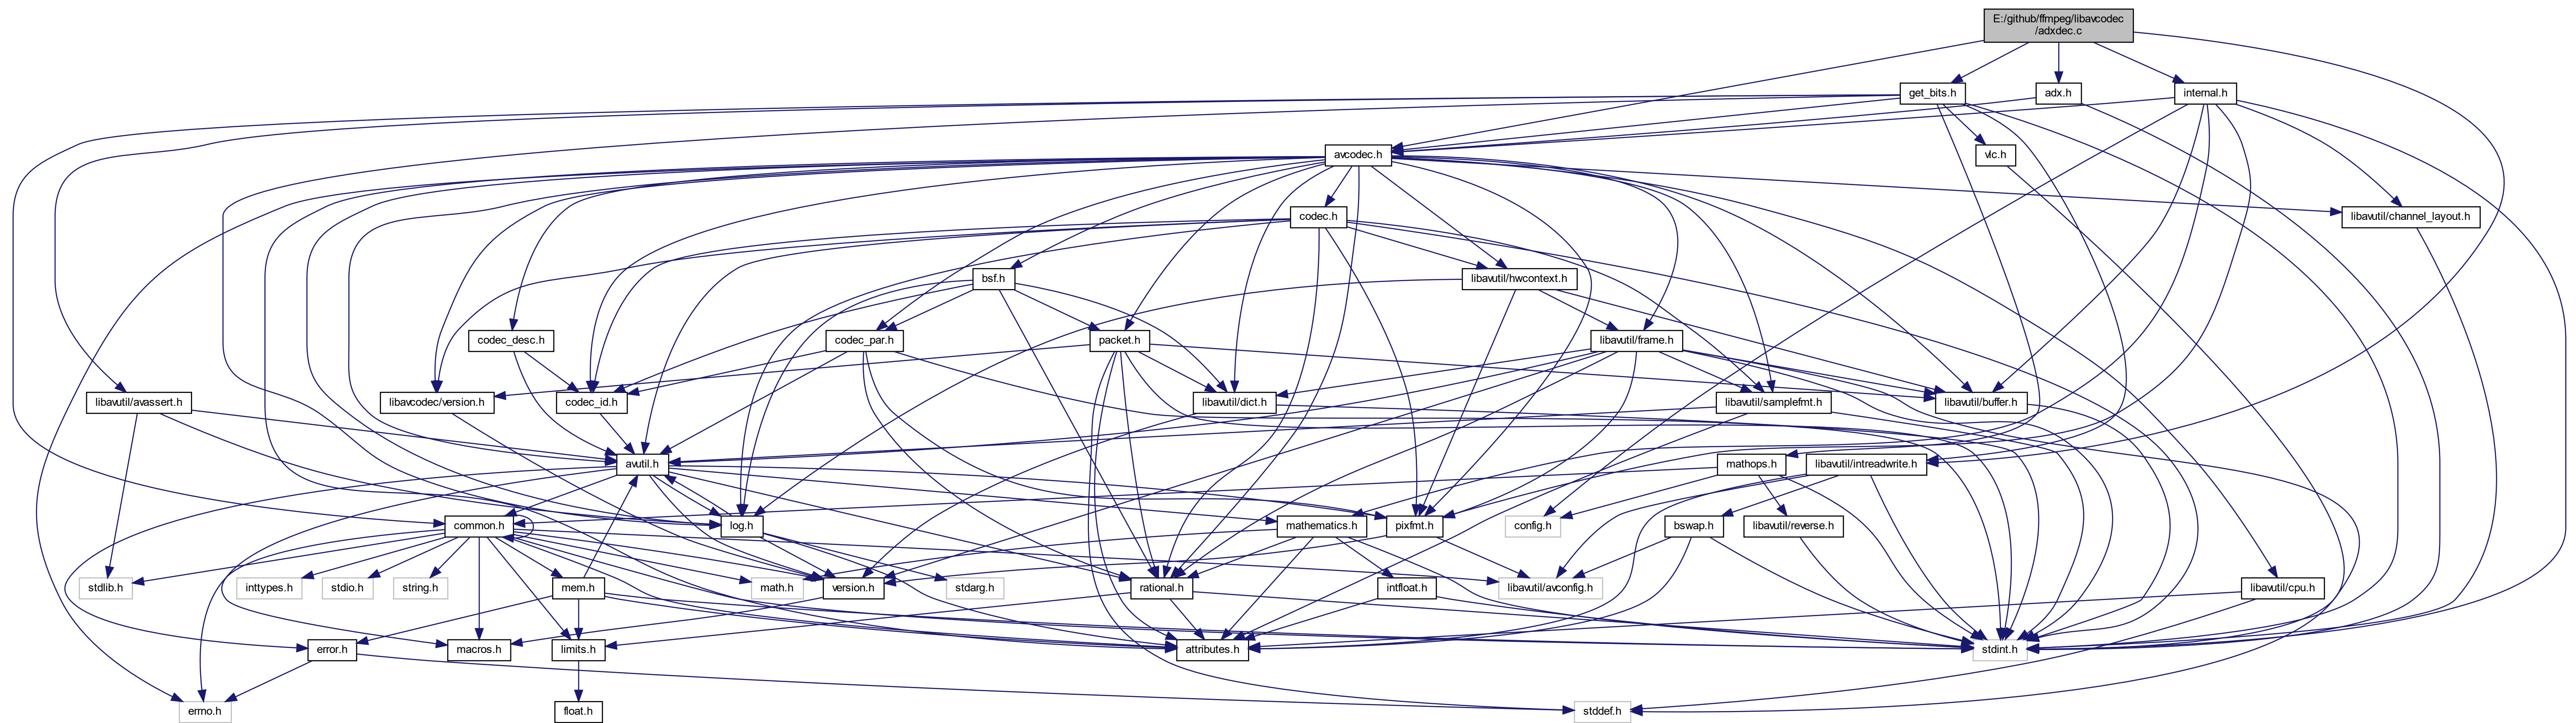 E:/github/ffmpeg/libavcodec
/adxdec.c
get_bits.h
adx.h
internal.h
avcodec.h
vlc.h
codec.h
libavutil/channel_layout.h
bsf.h
libavutil/hwcontext.h
codec_desc.h
codec_par.h
packet.h
libavutil/frame.h
libavutil/avassert.h
libavcodec/version.h
codec_id.h
libavutil/dict.h
libavutil/samplefmt.h
libavutil/buffer.h
avutil.h
mathops.h
libavutil/intreadwrite.h
common.h
log.h
mathematics.h
pixfmt.h
config.h
bswap.h
libavutil/reverse.h
stdlib.h
inttypes.h
stdio.h
string.h
mem.h
math.h
version.h
stdarg.h
rational.h
intfloat.h
libavutil/avconfig.h
libavutil/cpu.h
error.h
macros.h
limits.h
attributes.h
stdint.h
errno.h
float.h
stddef.h